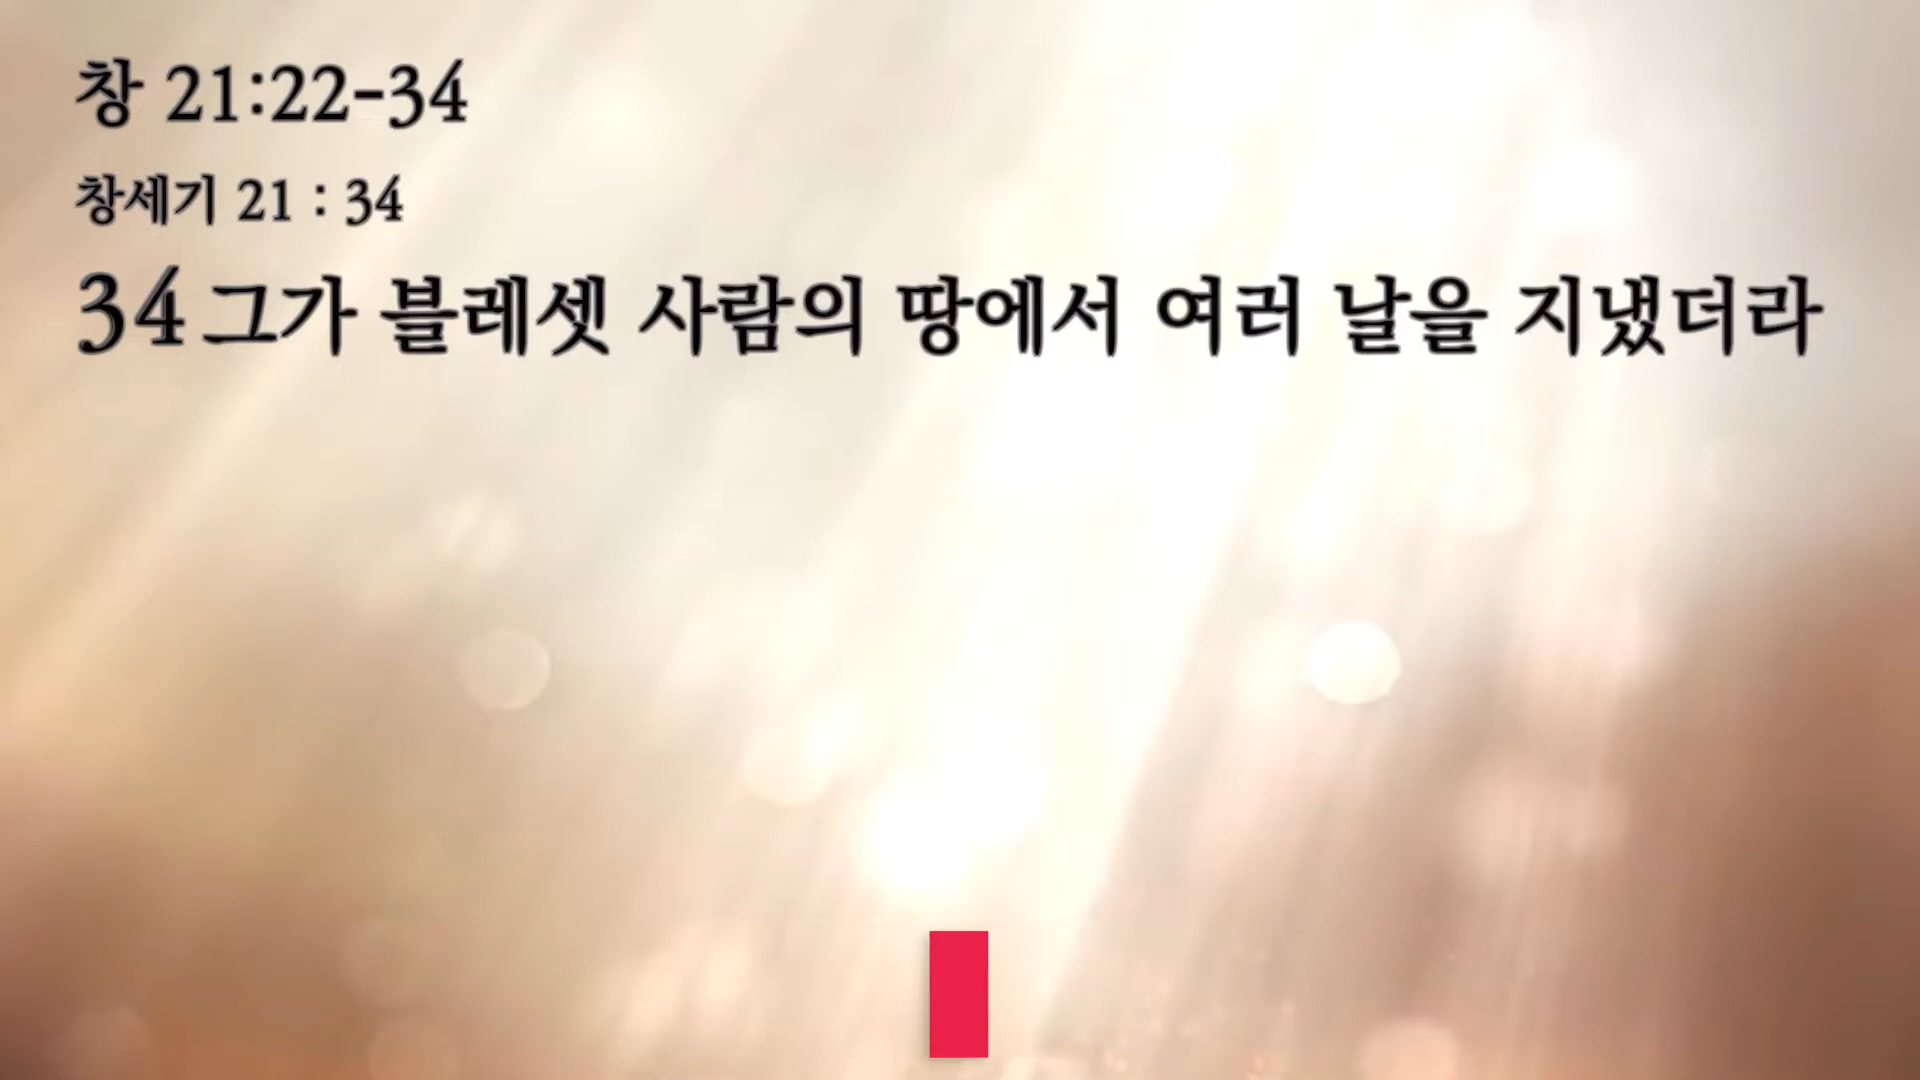 창 21:22-34
창세기 21 : 34
34 그가 블레셋 사람의 땅에서 여러 날을 지냈더라